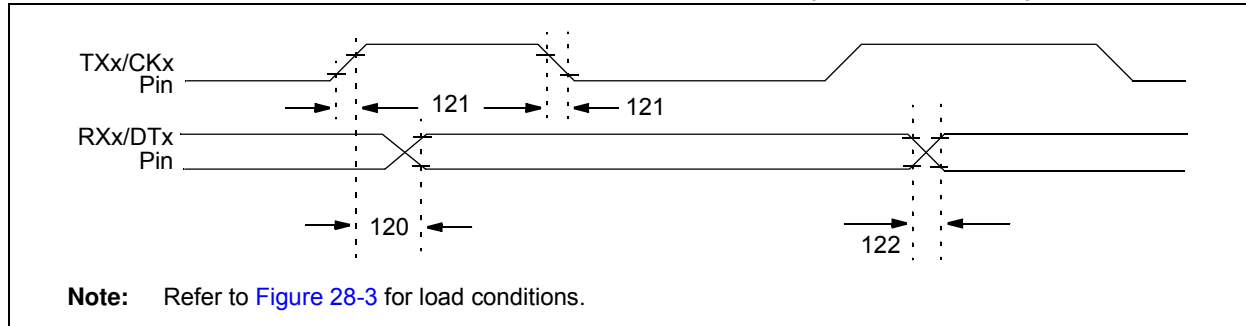 TXx/CKx
Pin
121
121
RXx/DTx
Pin
120
122
Note: Refer to Figure 28-3 for load conditions.